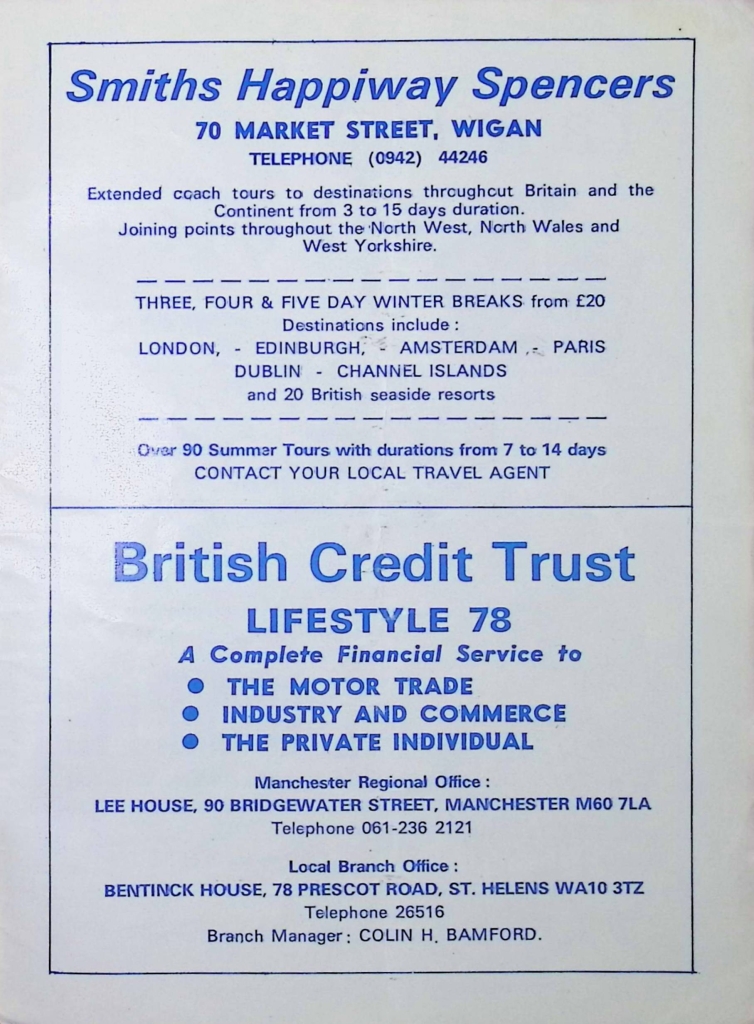 Smiths Happiway Spencers
70 MARKET STREET, WIGAN
TELEPHONE (0942) 44246
Extended coach tours to destinations throughout Britain and the
Continent from 3 to 15 days duration.
Joining points throughout the North West, North Wales and
West Yorkshire.
THREE, FOUR & FIVE DAY WINTER BREAKS from £20
Destinations include :
LONDON, - EDINBURGH, - AMSTERDAM - PARIS
DUBLIN - CHANNEL ISLANDS
and 20 British seaside resorts
Over 90 Summer Tours with durations from 7 to 14 days
CONTACT YOUR LOCAL TRAVEL AGENT
British Credit Trust
LIFESTYLE 78
A Complete Financial Service to
● THE MOTOR TRADE
● INDUSTRY AND COMMERCE
● THE PRIVATE INDIVIDUAL
Manchester Regional Office :
LEE HOUSE, 90 BRIDGEWATER STREET, MANCHESTER M60 7LA
Telephone 061-236 2121
Local Branch Office :
BENTINCK HOUSE, 78 PRESCOT ROAD, ST. HELENS WA10 3TZ
Telephone 26516
Branch Manager : COLIN H. BAMFORD.